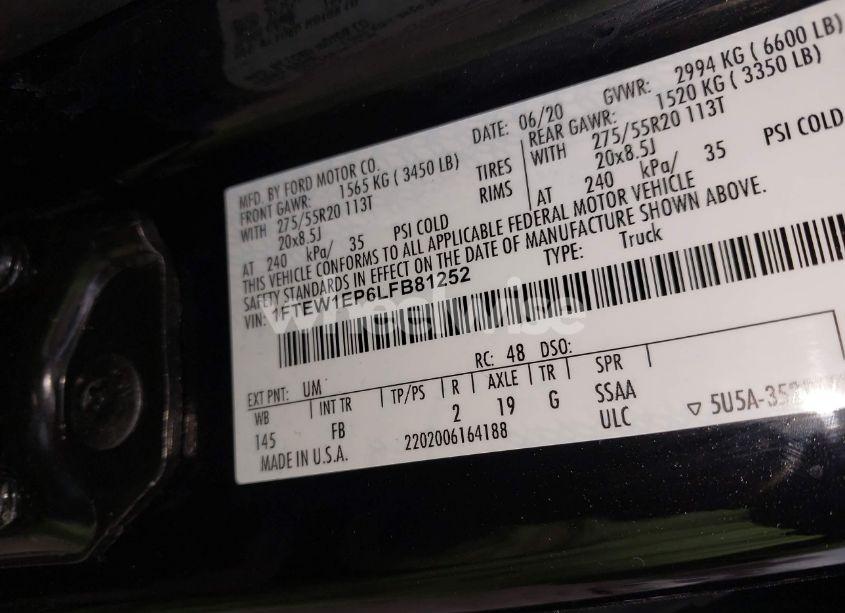 MFD. BY FORD MOTOR CO.
DATE: 06/20
GVWR: 2994 KG ( 6600 LB)
FRONT GAWR: 1565 KG ( 3450 LB)
REAR GAWR: 1520 KG ( 3350 LB)
WITH 275/55R20 113T TIRES
WITH 275/55R20 113T
20x8.5J RIMS
20x8.5J
AT 240 kPa/ 35 PSI COLD
AT 240 kPa/ 35 PSI COLD
THIS VEHICLE CONFORMS TO ALL APPLICABLE FEDERAL MOTOR VEHICLE
SAFETY STANDARDS IN EFFECT ON THE DATE OF MANUFACTURE SHOWN ABOVE.
VIN: 1FTEW1EP6LFB81252
TYPE: Truck
wheelwise
EXT PNT: UM RC: 48 DSO:
WB INT TR TP/PS R AXLE TR SPR
145 FB 2 19 G SSAA
ULC
MADE IN U.S.A. 2202006164188